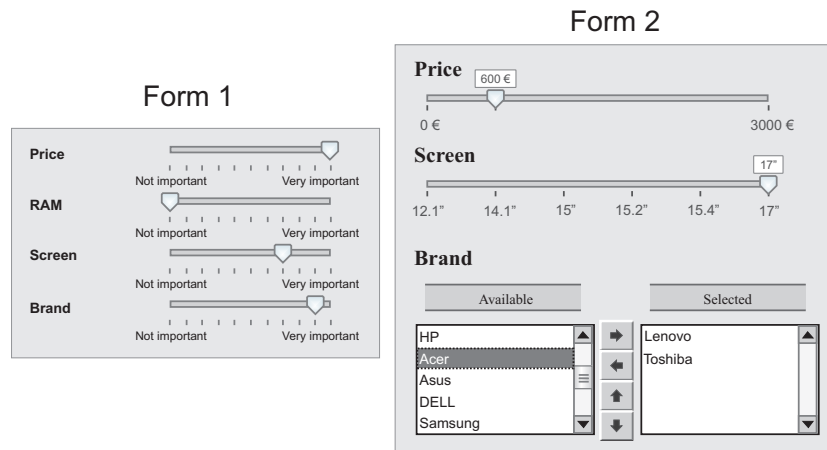 Form 1
Price
Not important Very important
RAM
Not important Very important
Screen
Not important Very important
Brand
Not important Very important
Form 2
Price
600 €
0 € 3000 €
Screen
17”
12.1” 14.1” 15” 15.2” 15.4” 17”
Brand
Available Selected
HP Lenovo
Acer Toshiba
Asus
DELL
Samsung